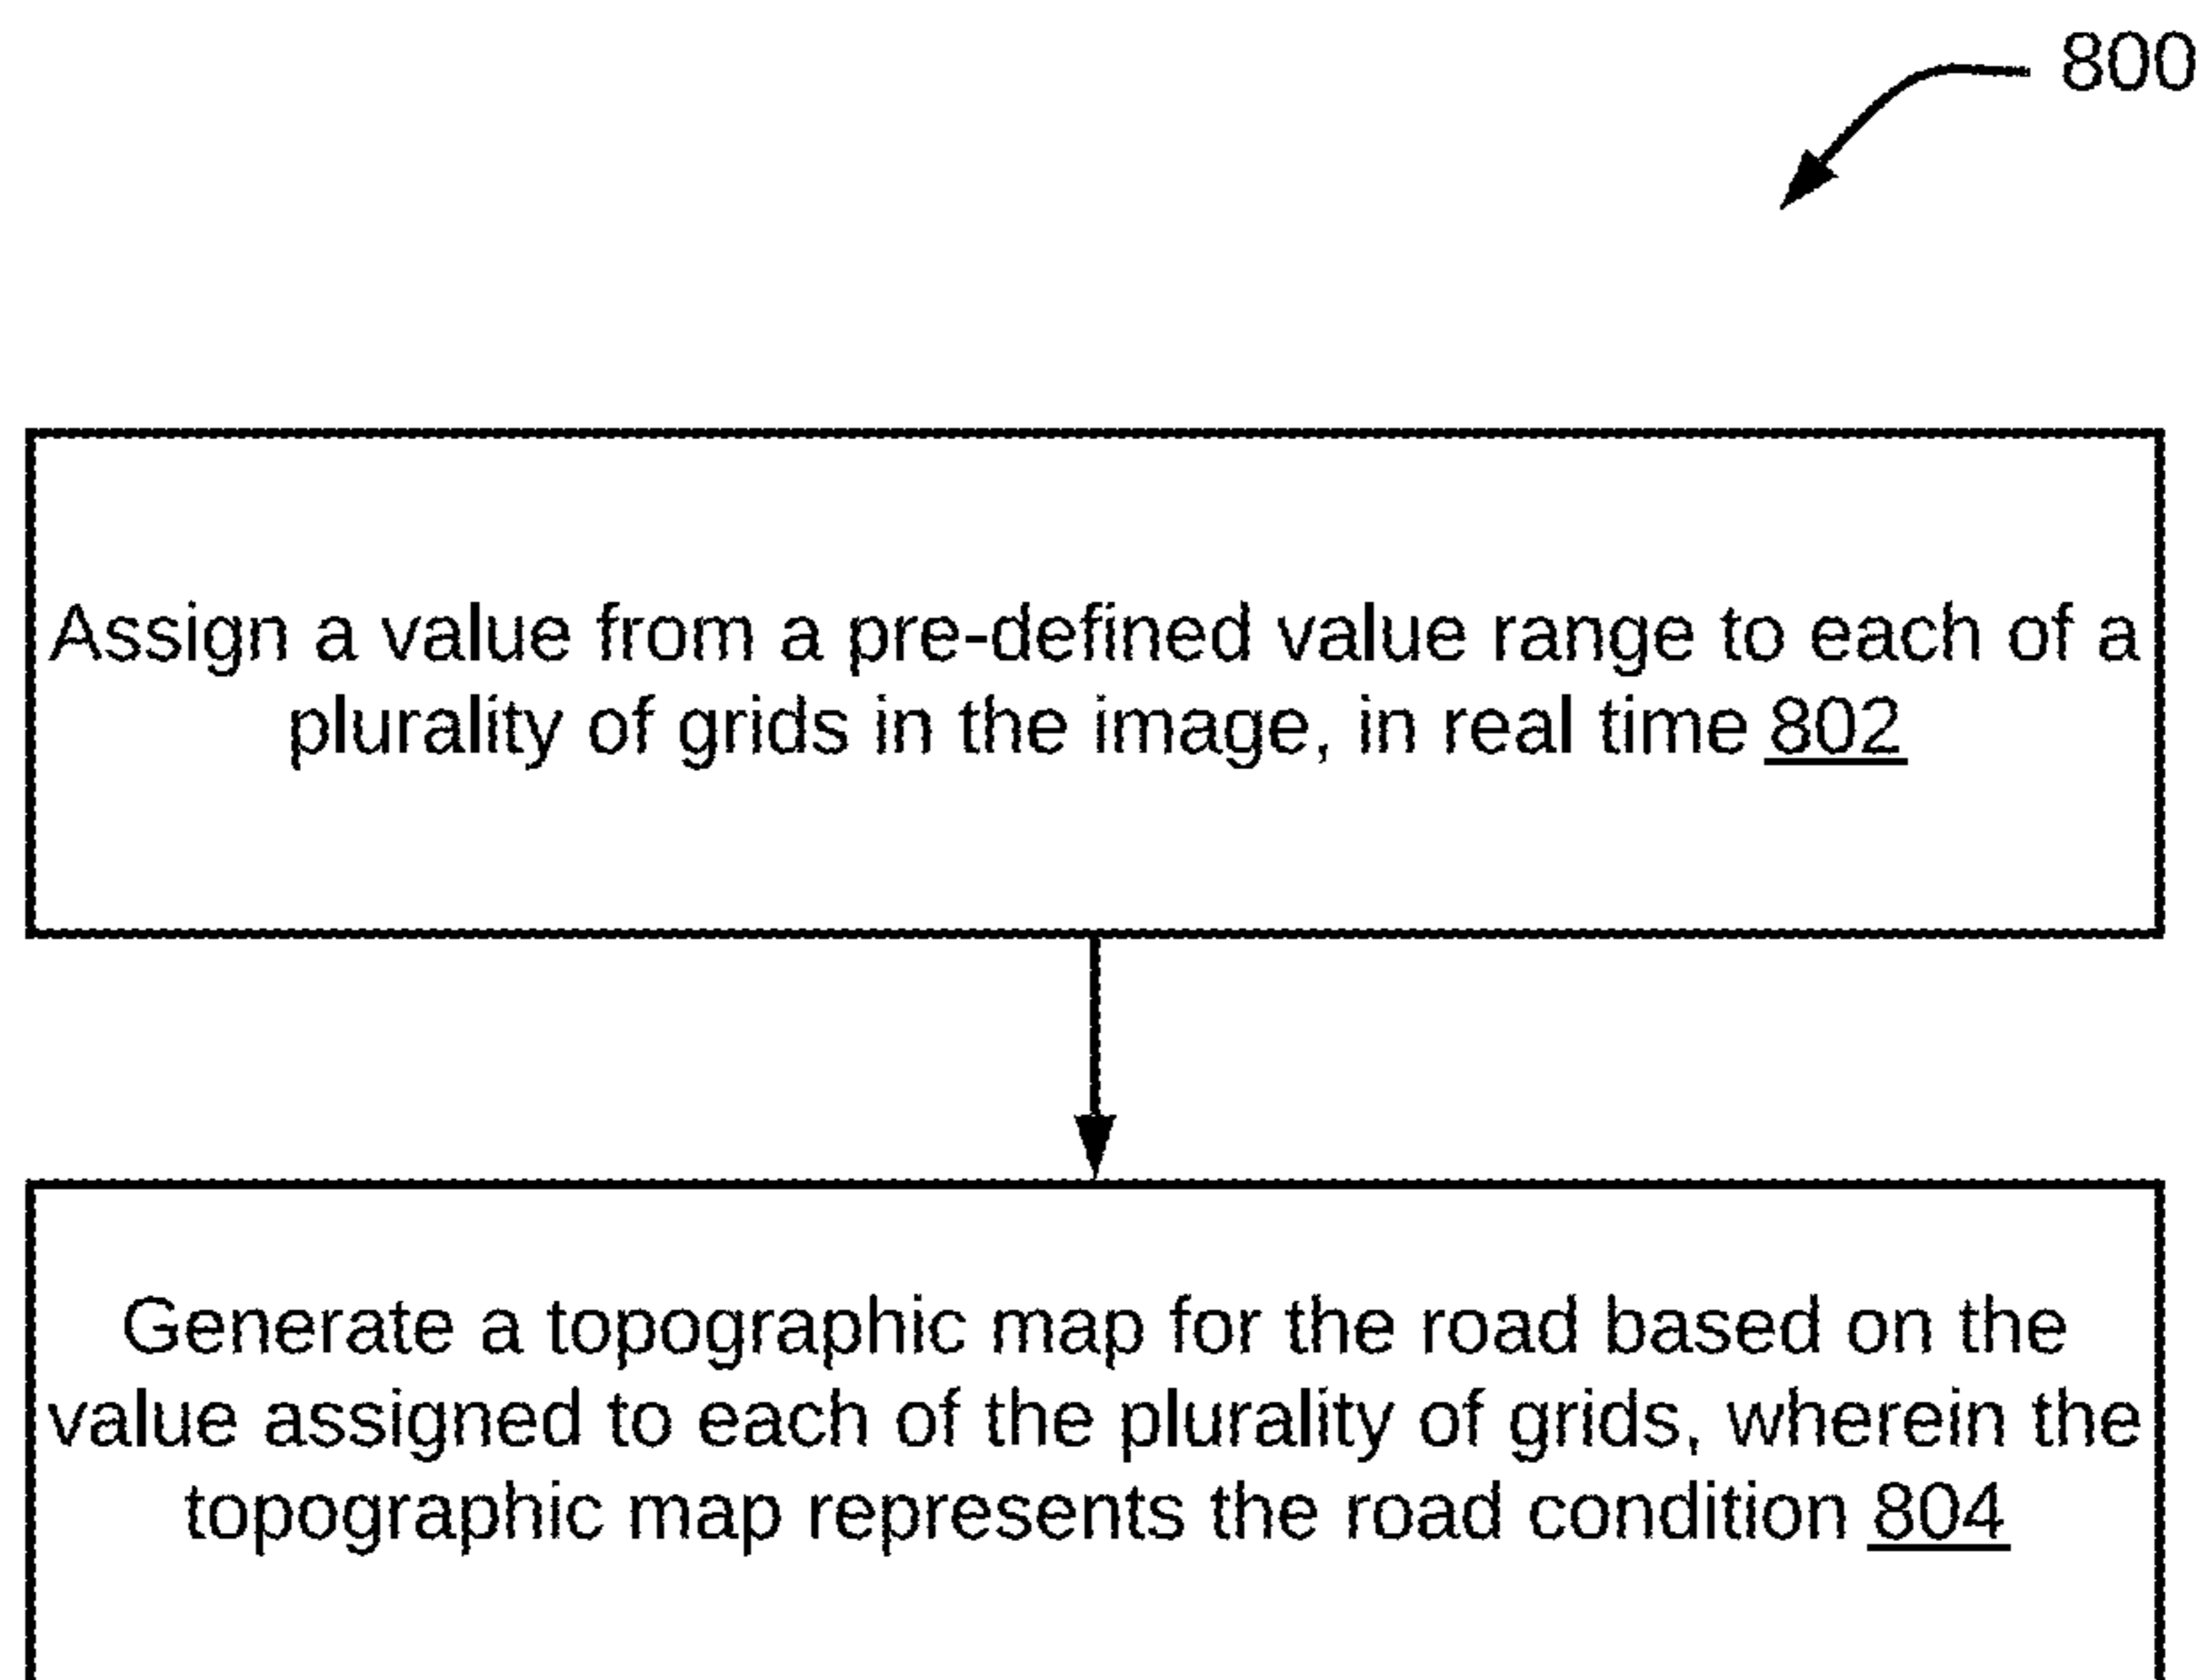 800
Assign a value from a pre-defined value range to each of a
plurality of grids in the image, in real time 802
Generate a topographic map for the road based on the
value assigned to each of the plurality of grids, wherein the
topographic map represents the road condition 804